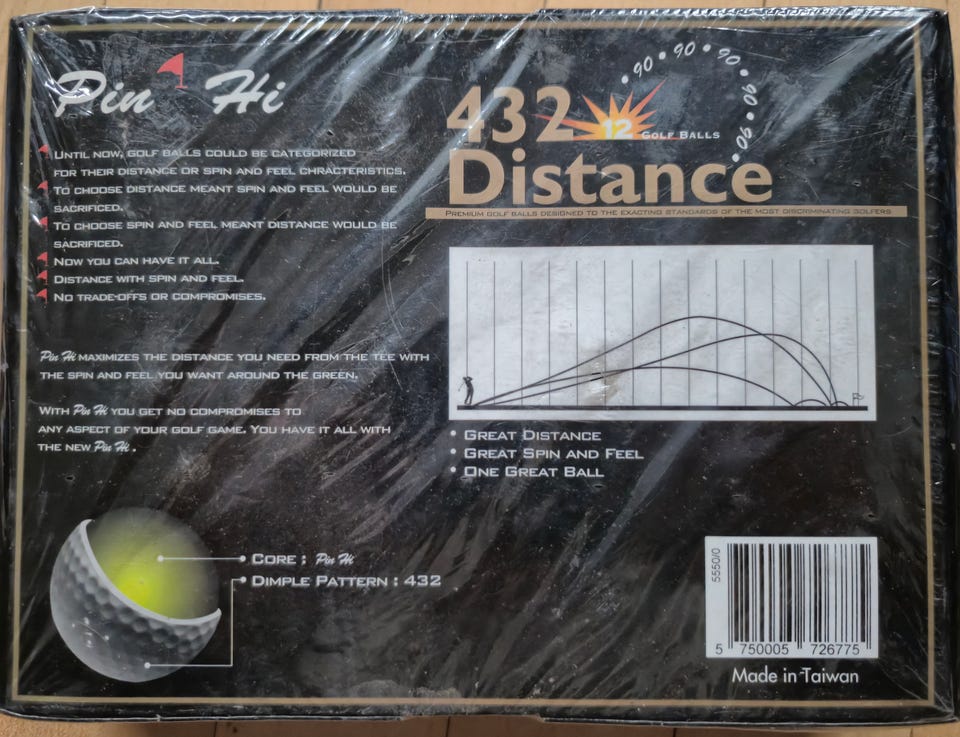 Pin Hi
UNTIL NOW, GOLF BALLS COULD BE CATEGORIZED
FOR THEIR DISTANCE OR SPIN AND FEEL CHRACTERISTICS.
TO CHOOSE DISTANCE MEANT SPIN AND FEEL WOULD BE
SACRIFICED.
TO CHOOSE SPIN AND FEEL MEANT DISTANCE WOULD BE
SACRIFICED.
NOW YOU CAN HAVE IT ALL.
DISTANCE WITH SPIN AND FEEL.
NO TRADE-OFFS OR COMPROMISES.
Pin Hi MAXIMIZES THE DISTANCE YOU NEED FROM THE TEE WITH
THE SPIN AND FEEL YOU WANT AROUND THE GREEN.
WITH Pin Hi YOU GET NO COMPROMISES TO
ANY ASPECT OF YOUR GOLF GAME. YOU HAVE IT ALL WITH
THE NEW Pin Hi.
CORE : Pin Hi
DIMPLE PATTERN : 432
• 90 • 90 • 90 • 90 • 90 •
432
12 GOLF BALLS
Distance
PREMIUM GOLF BALLS DESIGNED TO THE EXACTING STANDARDS OF THE MOST DISCRIMINATING GOLFERS
• GREAT DISTANCE
• GREAT SPIN AND FEEL
• ONE GREAT BALL
5550/0
5 750005 726775
Made in Taiwan